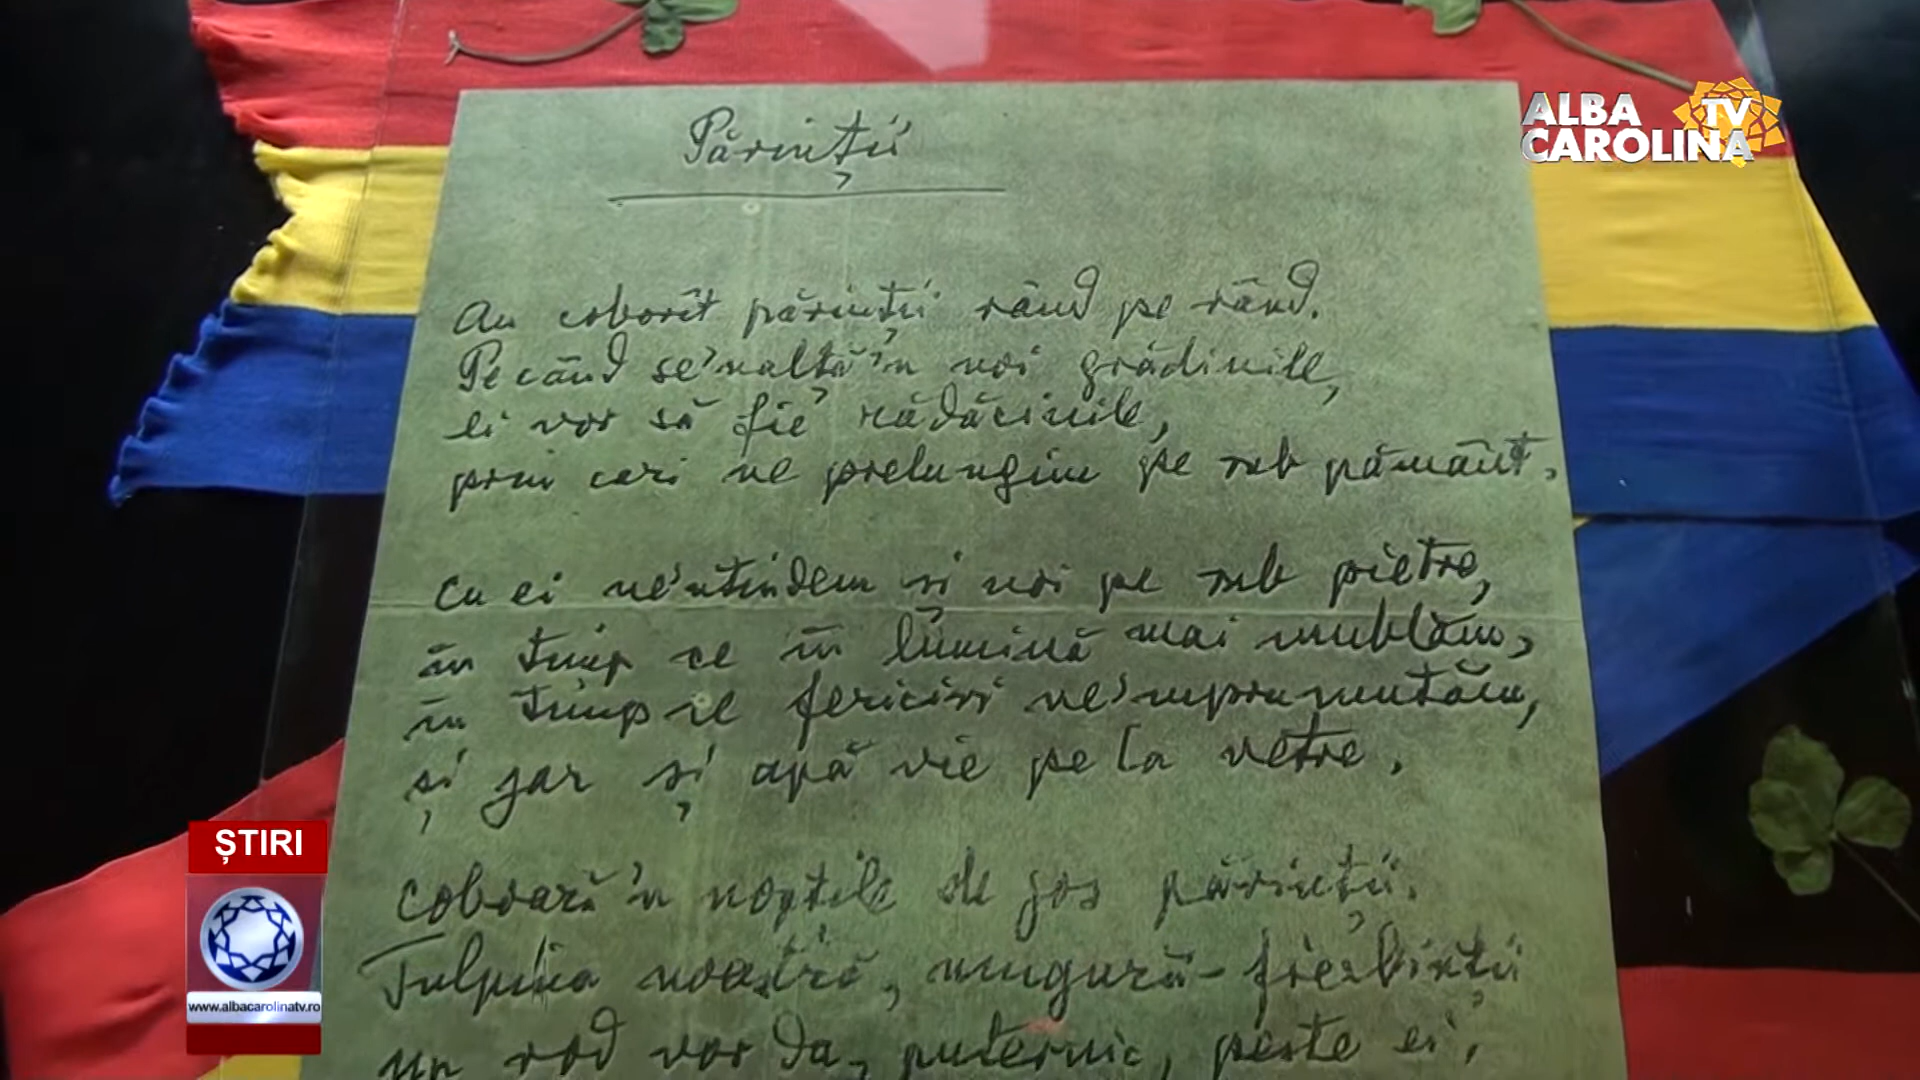 Părinții
Au coborît părinții rând pe rând.
Pe când se'nalță'n noi grădinile,
ei vor să fie rădăcinile,
prin cari ne prelungim pe sub pământ.
Cu ei ne'ntindem și noi pe sub pietre,
în timp ce în lumină mai umblăm,
în timp ce fericiri ne'mprumutăm,
și jar și apă vie pe la vetre.
Coboară'n nopțile de jos părinții.
Tulpina noastră, singură-fierbinții
un rod vor da, puternic, peste ei,
ALBA
CAROLINA
TV
ȘTIRI
www.albacarolinatv.ro